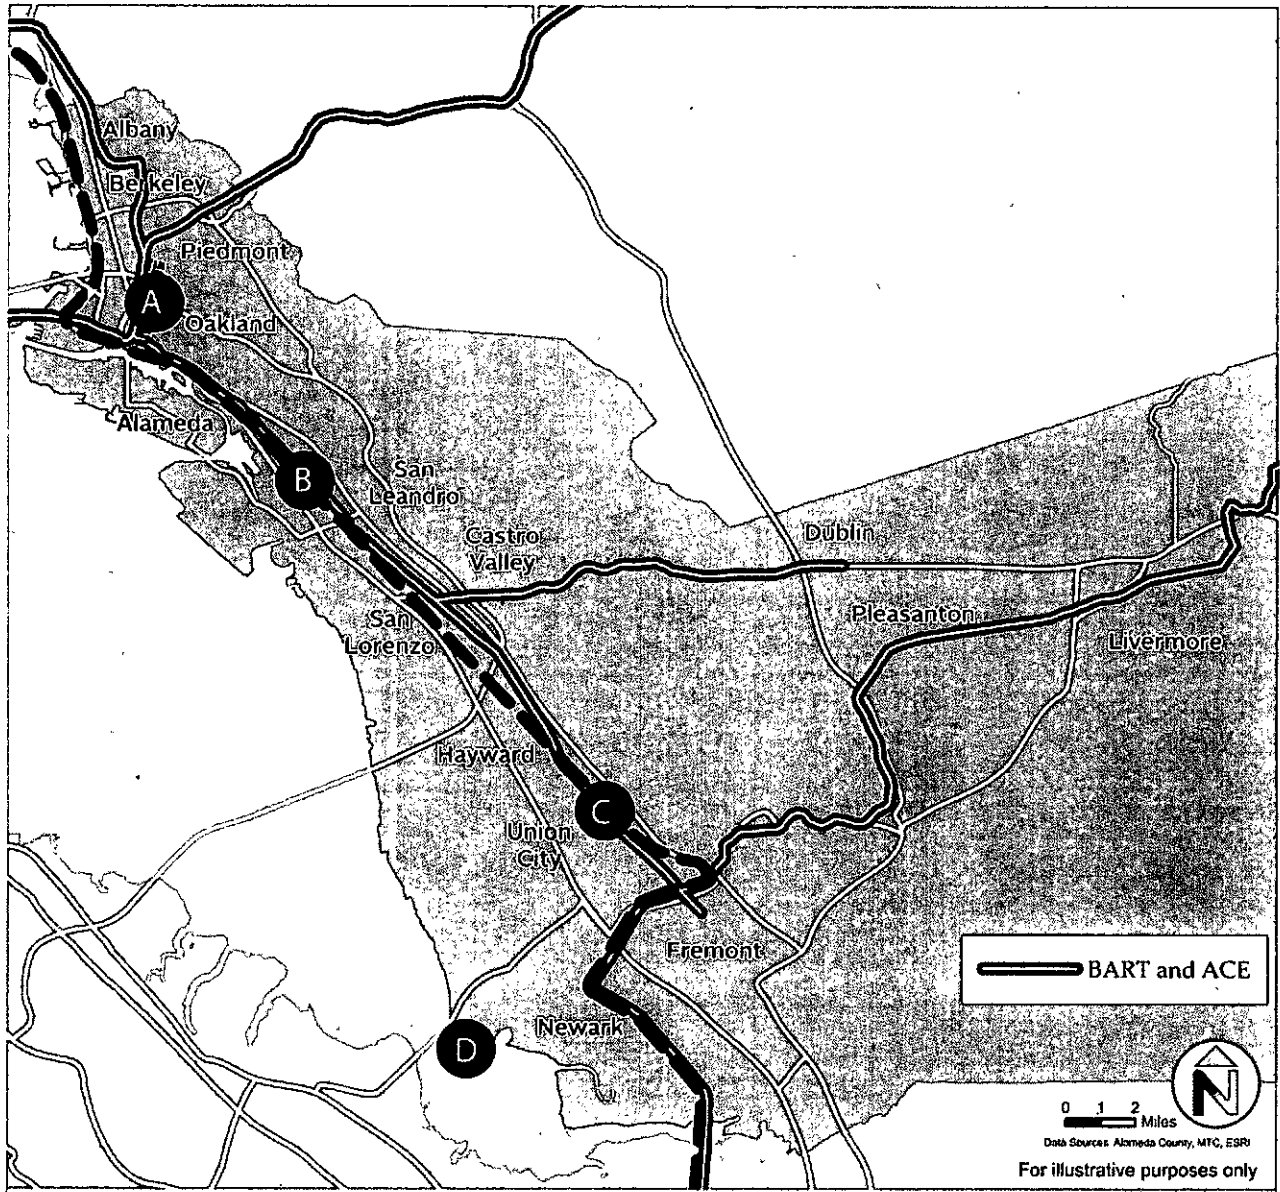 Albany
Berkeley
Piedmont
A
Oakland
Alameda
B
San
Leandro
Castro
Valley
Dublin
San
Lorenzo
Pleasanton
Livermore
Hayward
C
Union
City
Fremont
BART and ACE
Newark
D
N
0 1 2
Miles
Data Sources: Alameda County, MTC, ESRI
For illustrative purposes only